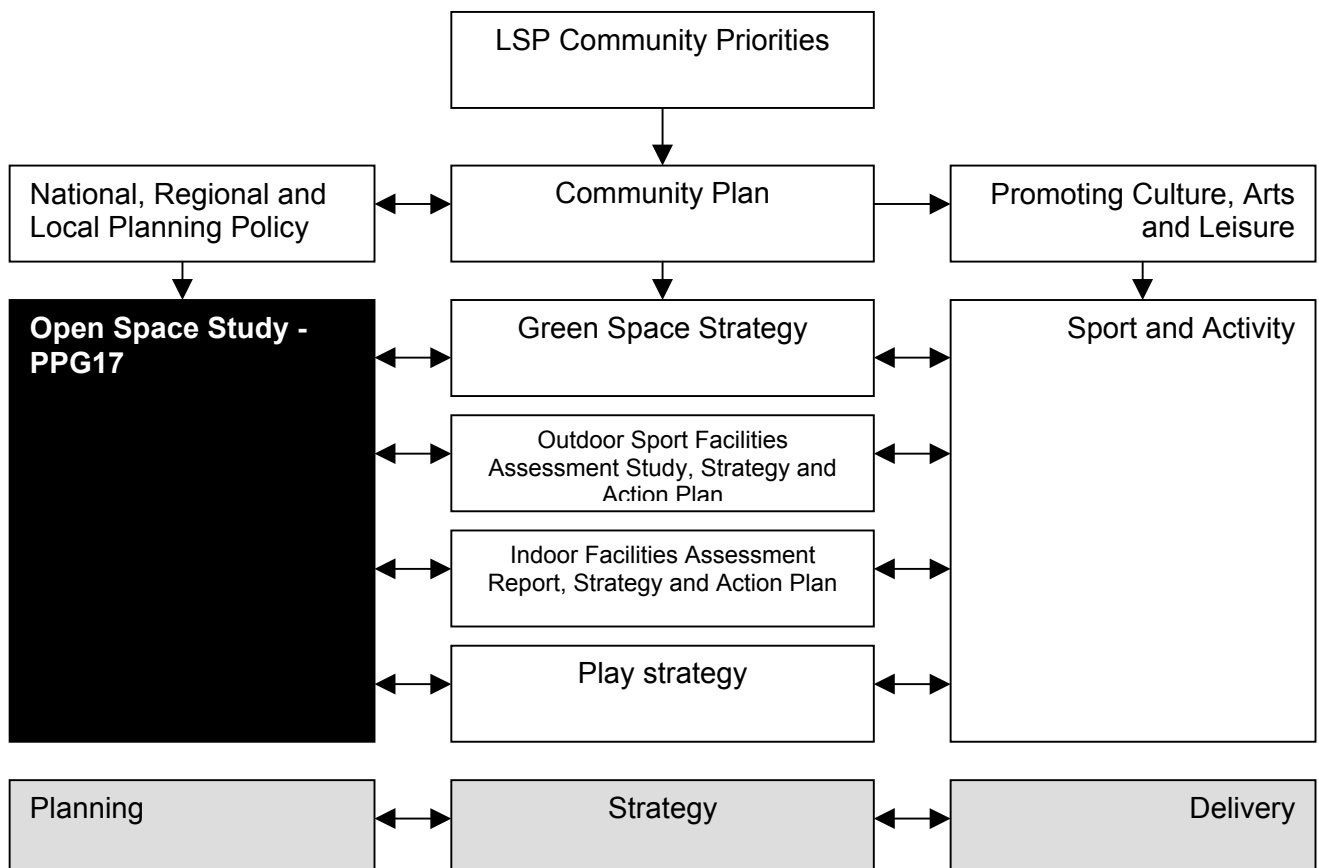 LSP Community Priorities
National, Regional and
Local Planning Policy
Community Plan
Promoting Culture, Arts
and Leisure
Open Space Study -
PPG17
Green Space Strategy
Sport and Activity
Outdoor Sport Facilities
Assessment Study, Strategy and
Action Plan
Indoor Facilities Assessment
Report, Strategy and Action Plan
Play strategy
Planning
Strategy
Delivery